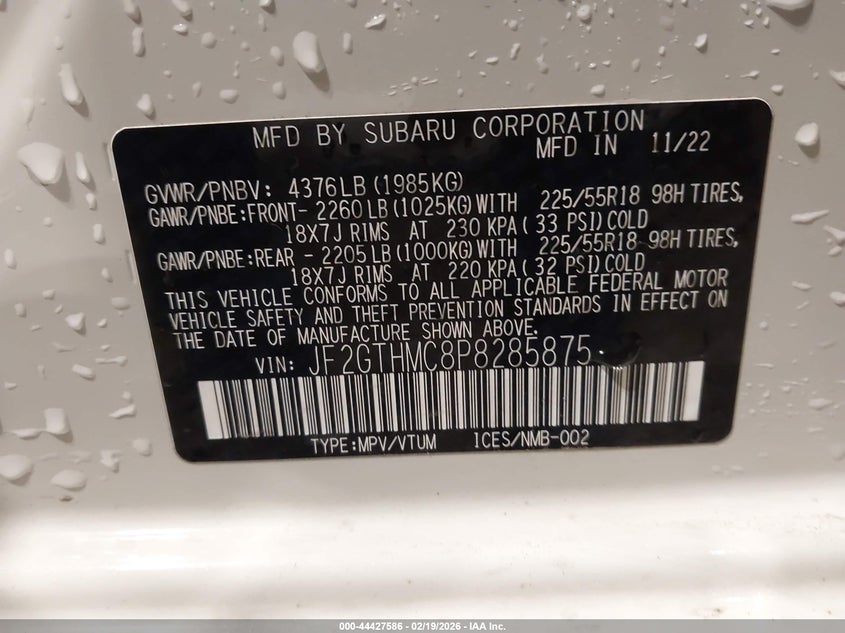 MFD BY SUBARU CORPORATION
MFD IN 11/22
GVWR/PNBV: 4376LB (1985KG)
GAWR/PNBE:FRONT- 2260LB (1025KG) WITH 225/55R18 98H TIRES,
18X7J RIMS AT 230 KPA( 33 PSI)COLD
GAWR/PNBE:REAR - 2205LB (1000KG) WITH 225/55R18 98H TIRES,
18X7J RIMS AT 220 KPA( 32 PSI)COLD
THIS VEHICLE CONFORMS TO ALL APPLICABLE FEDERAL MOTOR
VEHICLE SAFETY AND THEFT PREVENTION STANDARDS IN EFFECT ON
THE DATE OF MANUFACTURE SHOWN ABOVE.
VIN: JF2GTHMC8P8285875
TYPE:MPV/VTUM ICES/NMB-002
000-44427586 - 02/19/2026 - IAA Inc.